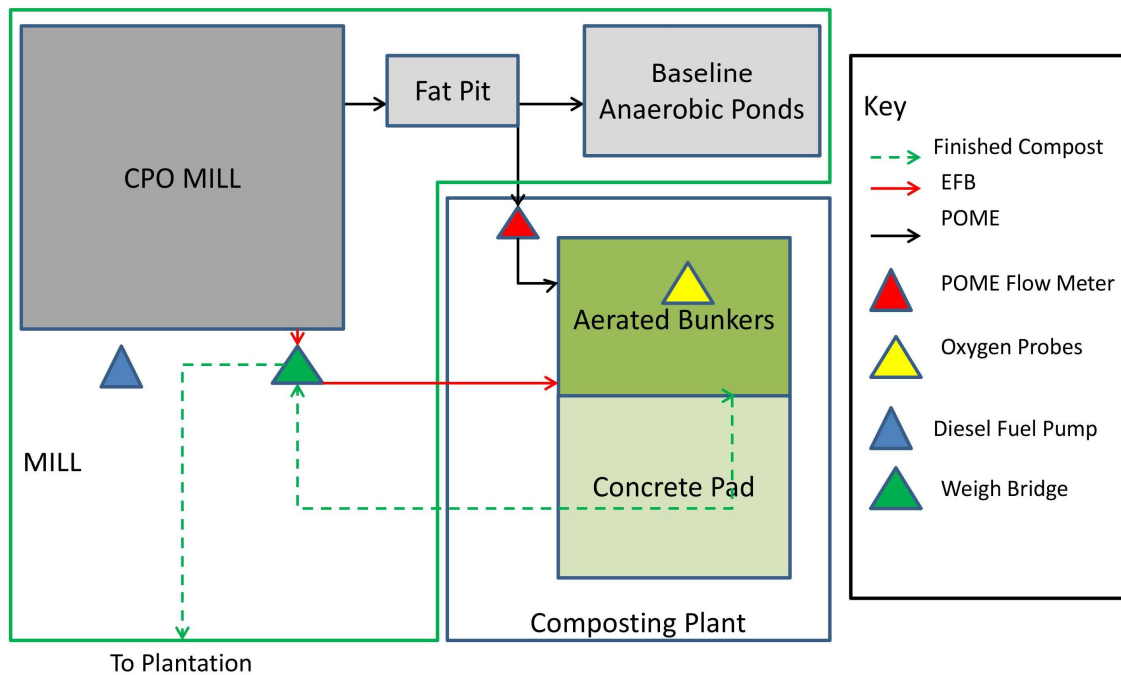 CPO MILL
Fat Pit
Baseline
Anaerobic Ponds
Aerated Bunkers
Concrete Pad
Composting Plant
MILL
To Plantation
Key
Finished Compost
EFB
POME
POME Flow Meter
Oxygen Probes
Diesel Fuel Pump
Weigh Bridge